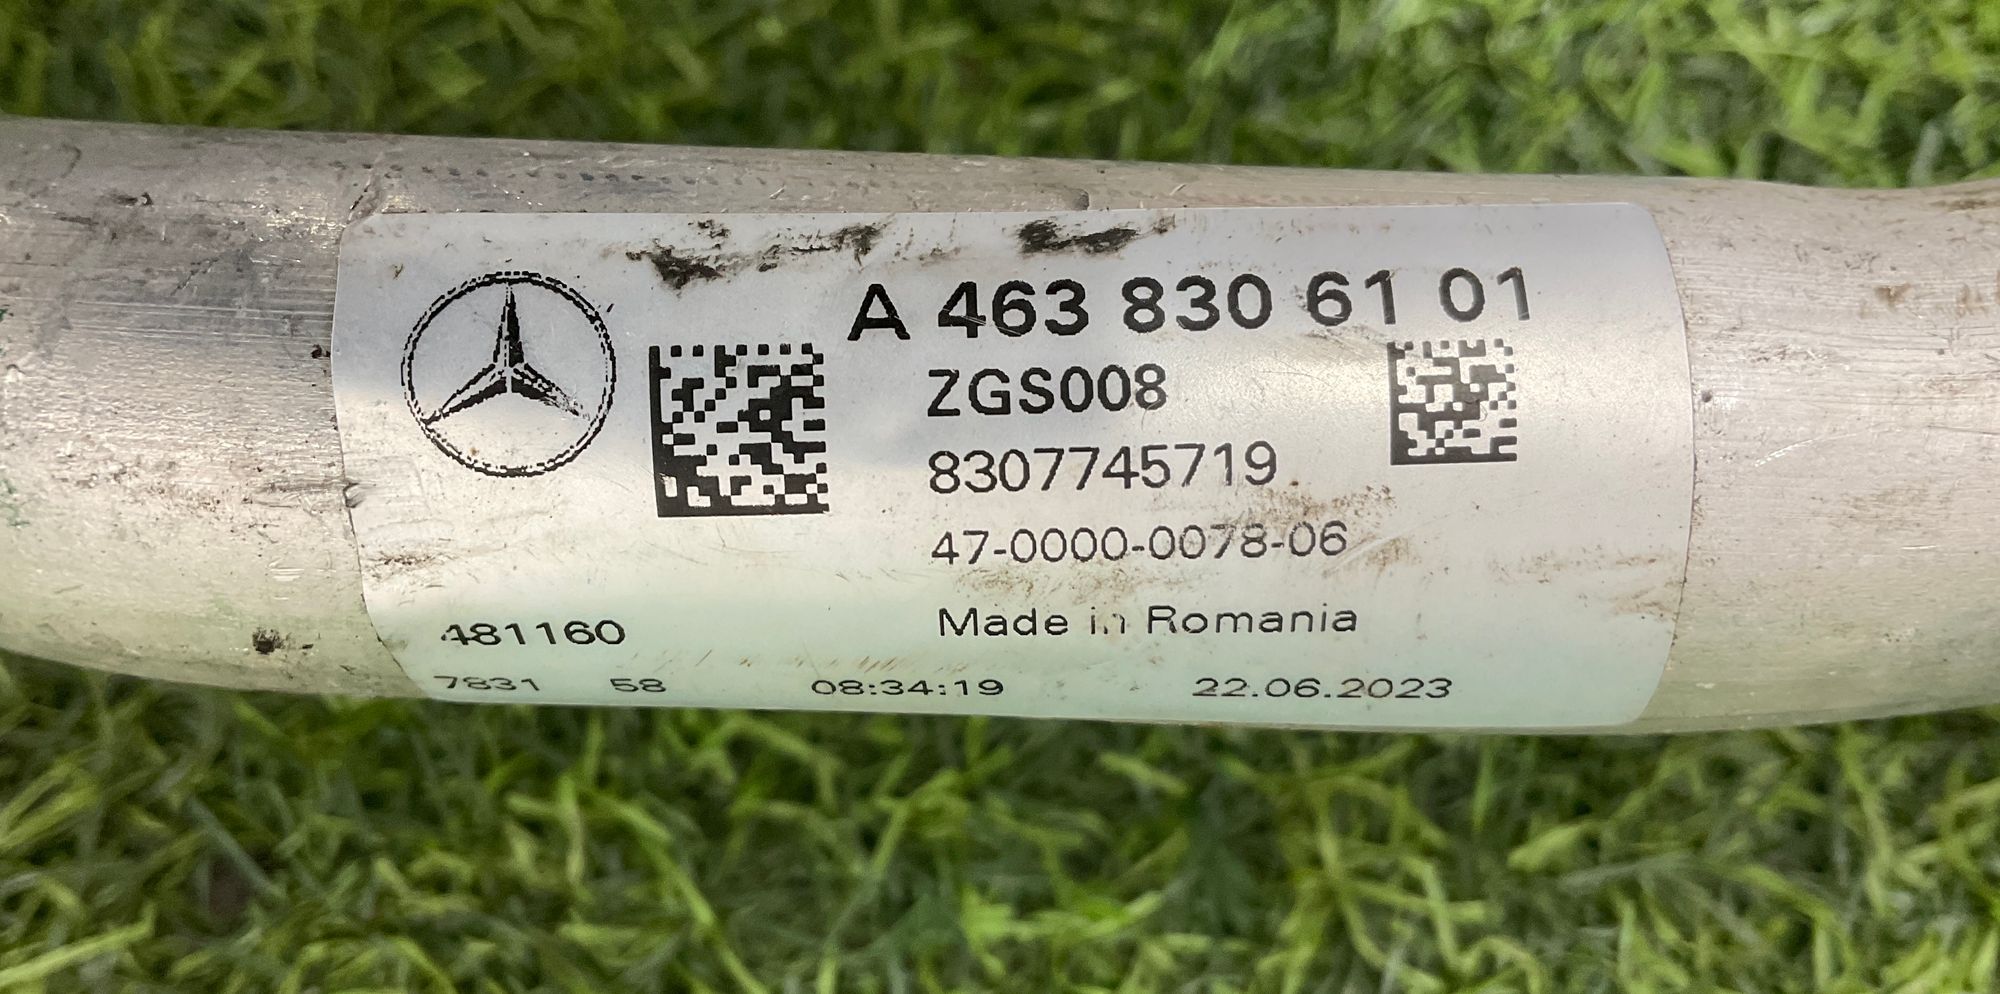 A 463 830 61 01
ZGS008
8307745719
47-0000-0078-06
Made in Romania
481160
7831 58 08:34:19 22.06.2023